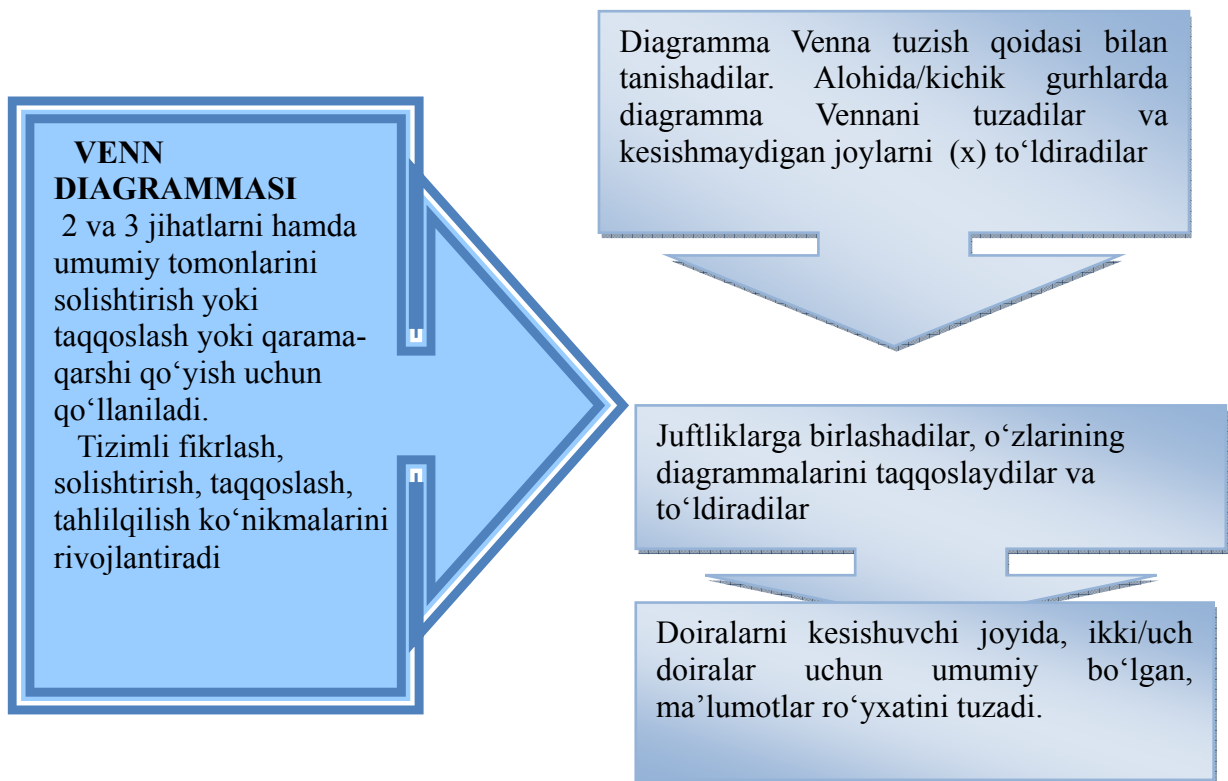 VENN
DIAGRAMMASI
2 va 3 jihatlarni hamda
umumiy tomonlarini
solishtirish yoki
taqqoslash yoki qarama-
qarshi qo‘yish uchun
qo‘llaniladi.
Tizimli fikrlash,
solishtirish, taqqoslash,
tahlilqilish ko‘nikmalarini
rivojlantiradi
Diagramma Venna tuzish qoidasi bilan
tanishadilar. Alohida/kichik gurhlarda
diagramma Vennani tuzadilar va
kesishmaydigan joylarni (x) to‘ldiradilar
Juftliklarga birlashadilar, o‘zlarining
diagrammalarini taqqoslaydilar va
to‘ldiradilar
Doiralarni kesishuvchi joyida, ikki/uch
doiralar uchun umumiy bo‘lgan,
ma’lumotlar ro‘yxatini tuzadi.